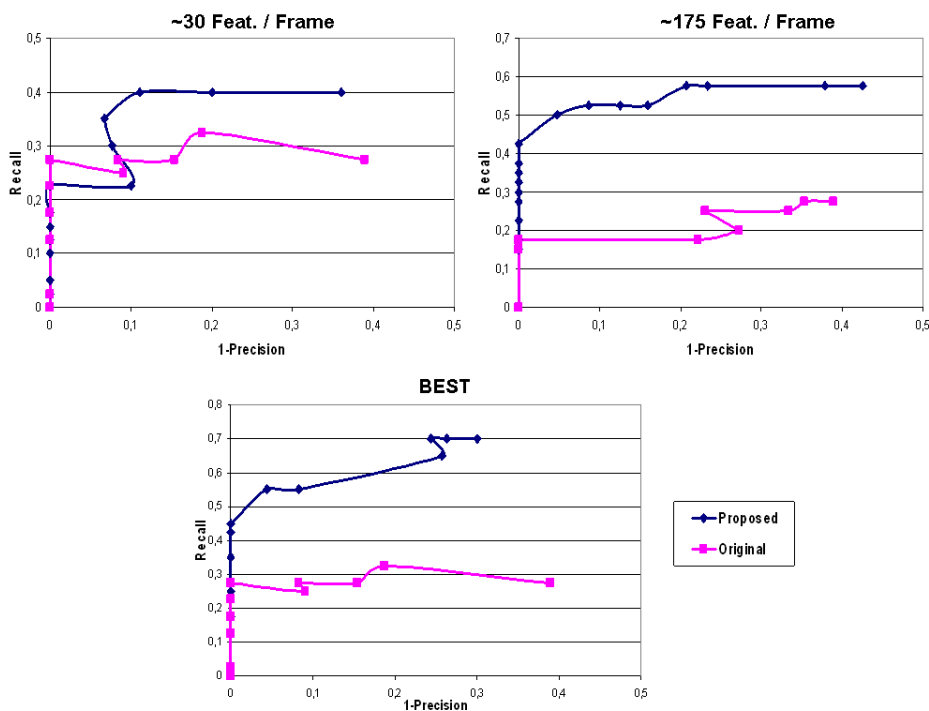 ~30 Feat. / Frame
0,5
0,4
0,3
0,2
0,1
0
Recall
0 0,1 0,2 0,3 0,4 0,5
1-Precision
~175 Feat. / Frame
0,7
0,6
0,5
0,4
0,3
0,2
0,1
0
Recall
0 0,1 0,2 0,3 0,4 0,5
1-Precision
BEST
0,8
0,7
0,6
0,5
0,4
0,3
0,2
0,1
0
Recall
0 0,1 0,2 0,3 0,4 0,5
1-Precision
Proposed
Original